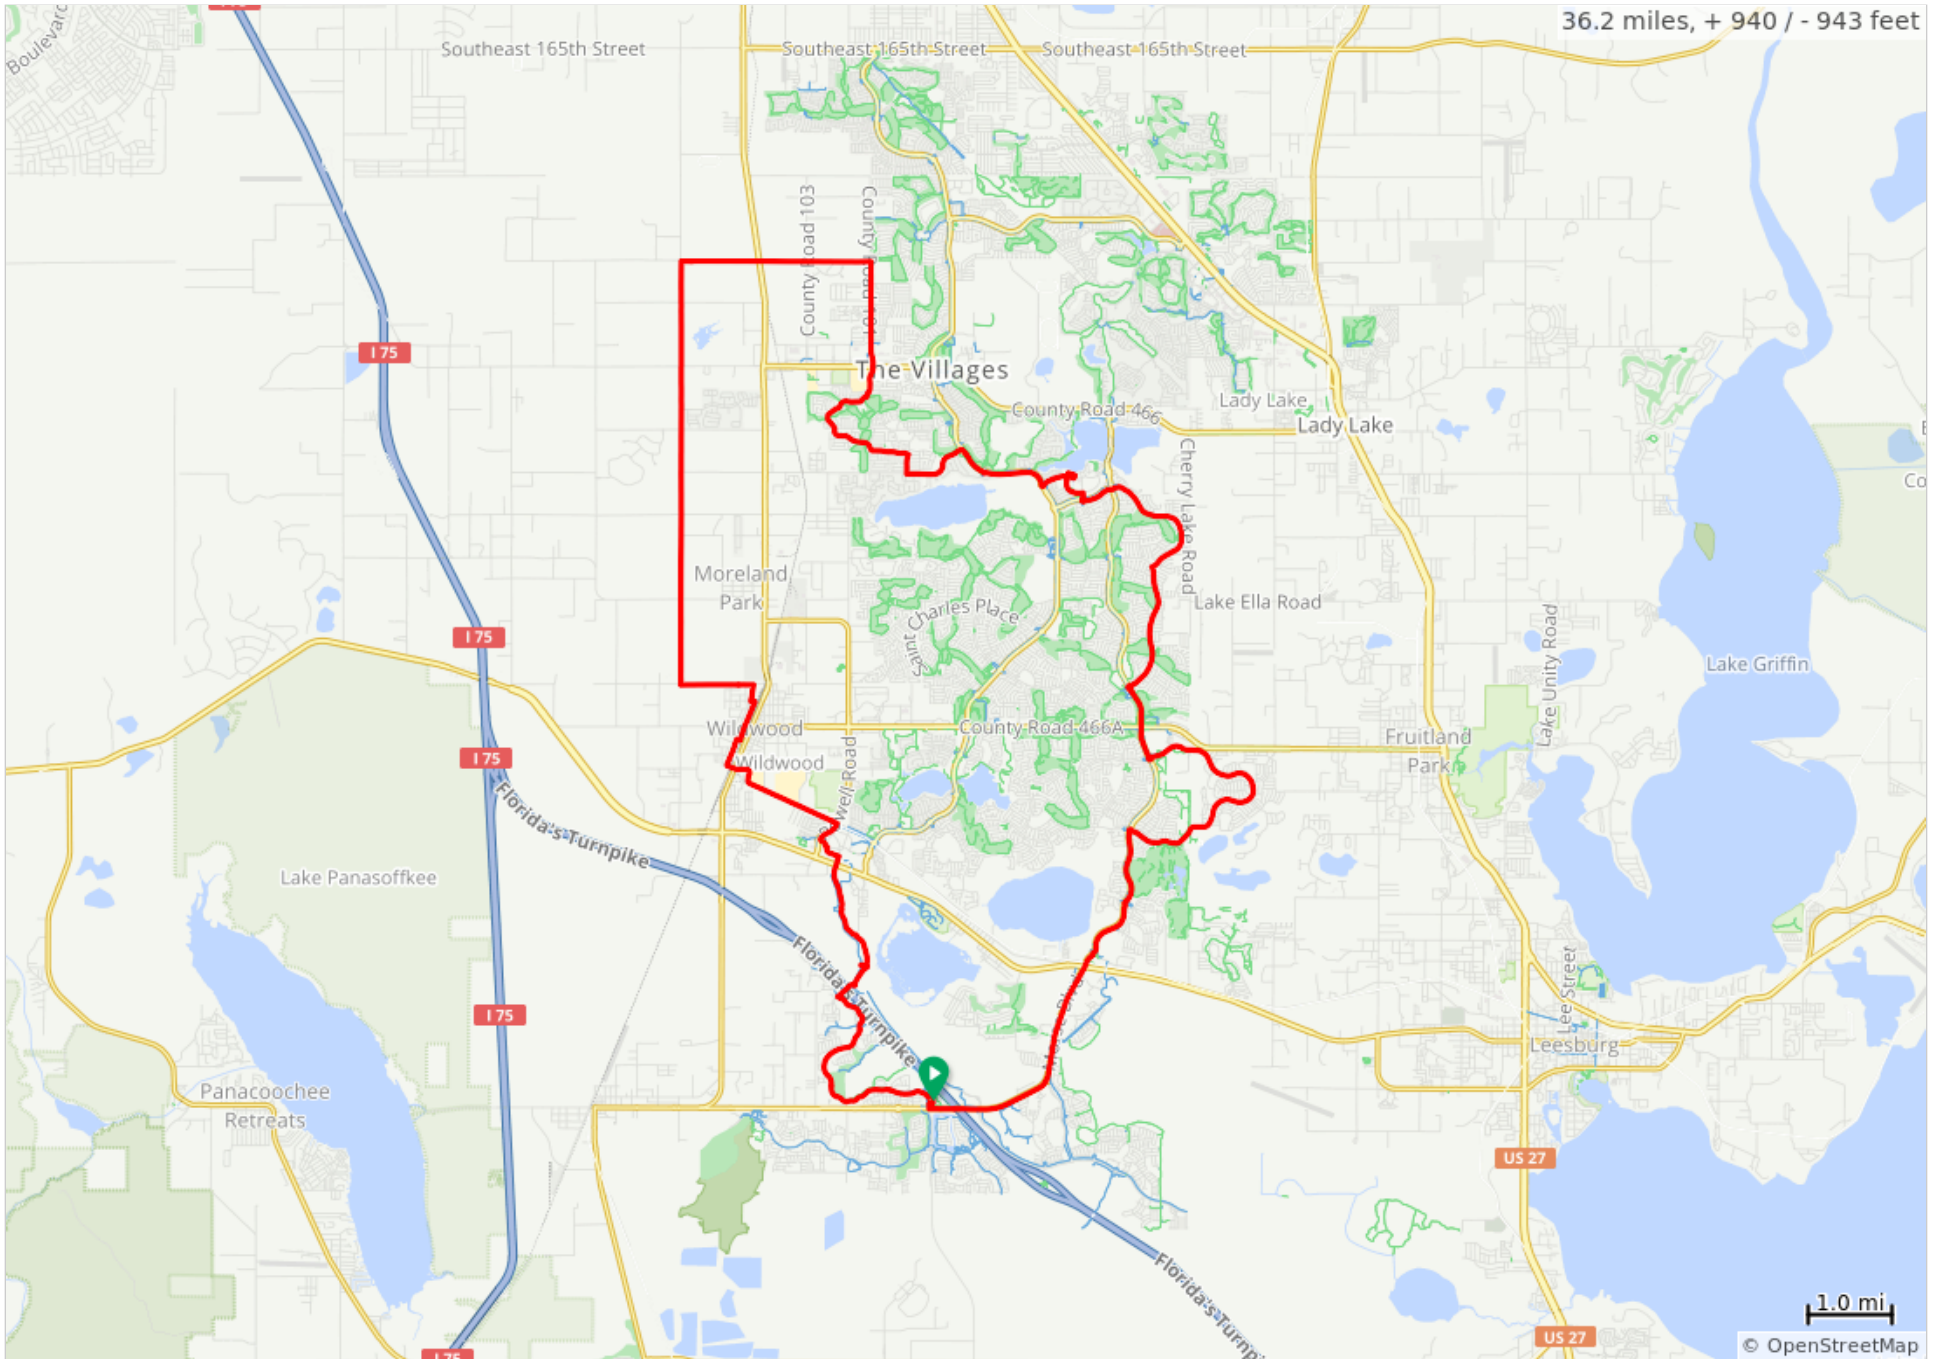 36.2 miles, + 940 / - 943 feet
Southeast 165th Street
Southeast 165th Street
Southeast 165th Street
County Road 103
I 75
The Villages
County Road 466
Lady Lake
Lady Lake
Cherry Lake Road
Moreland
Park
Saint Charles Place
Lake Ella Road
Lake Unity Road
I 75
Lake Griffin
Wildwood
County Road 466A
Fruitland
Park
I 75
Wildwood
Florida's Turnpike
Lake Panasoffkee
Florida's Turnpike
Lee Street
I 75
Leesburg
Panacoochee
Retreats
US 27
Florida's Turnp
1.0 mi
US 27
I 75
© OpenStreetMap